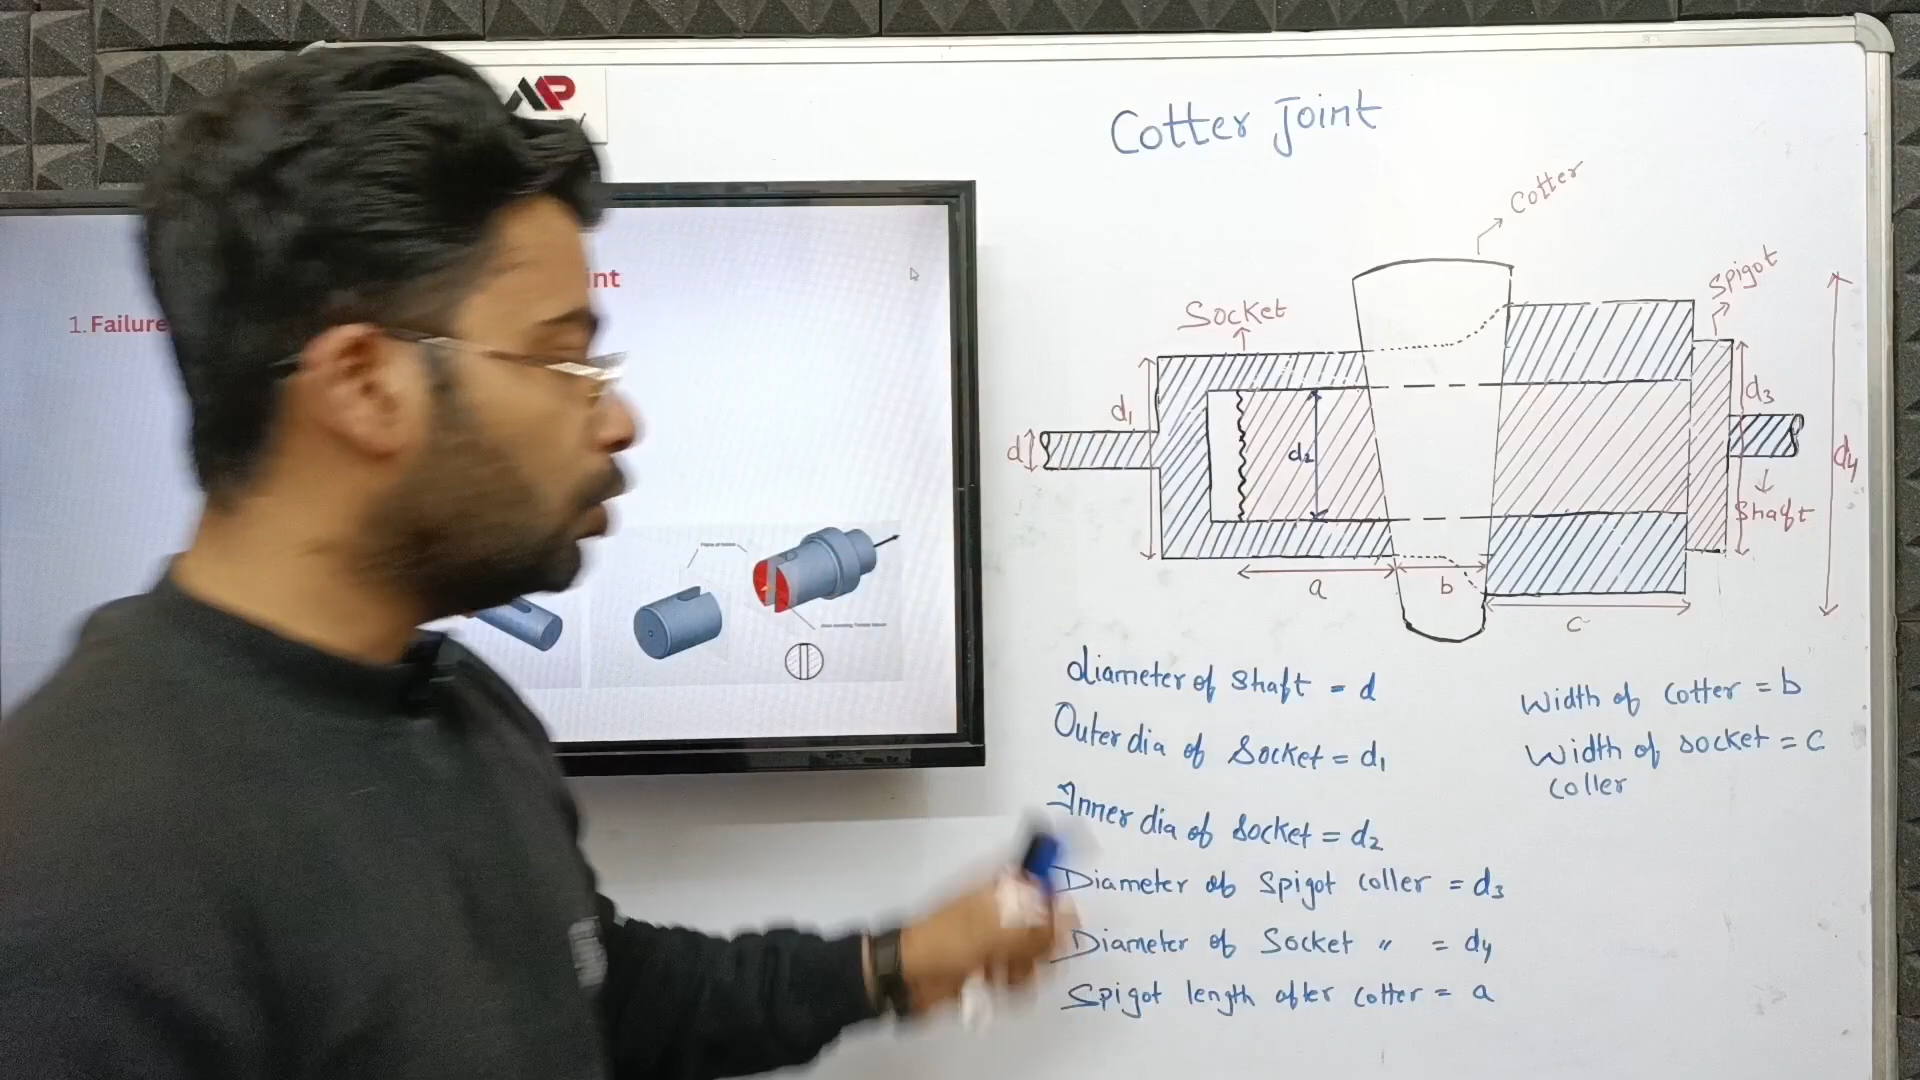 AP
Cotter Joint
int
1. Failure
Cotter
Spigot
Socket
d1
d
d2
d3
d4
Shaft
a
b
c
diameter of Shaft = d
Outer dia of Socket = d1
Inner dia of Socket = d2
Diameter of Spigot Coller = d3
Diameter of Socket " = d4
Spigot length after Cotter = a
Width of Cotter = b
Width of Socket = c
Coller